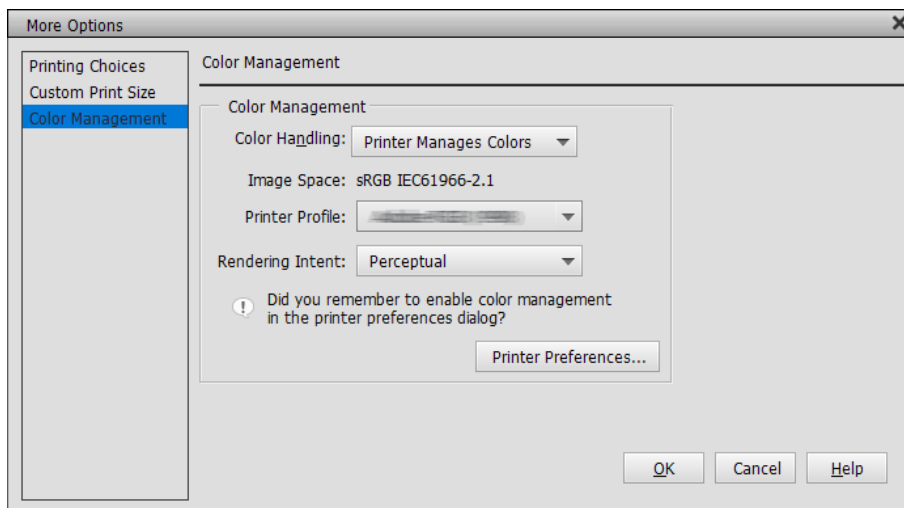 More Options
Printing Choices
Custom Print Size
Color Management
Color Management
Color Management
Color Handling: Printer Manages Colors
Image Space: sRGB IEC61966-2.1
Printer Profile:
Rendering Intent: Perceptual
Did you remember to enable color management
in the printer preferences dialog?
Printer Preferences...
OK Cancel Help